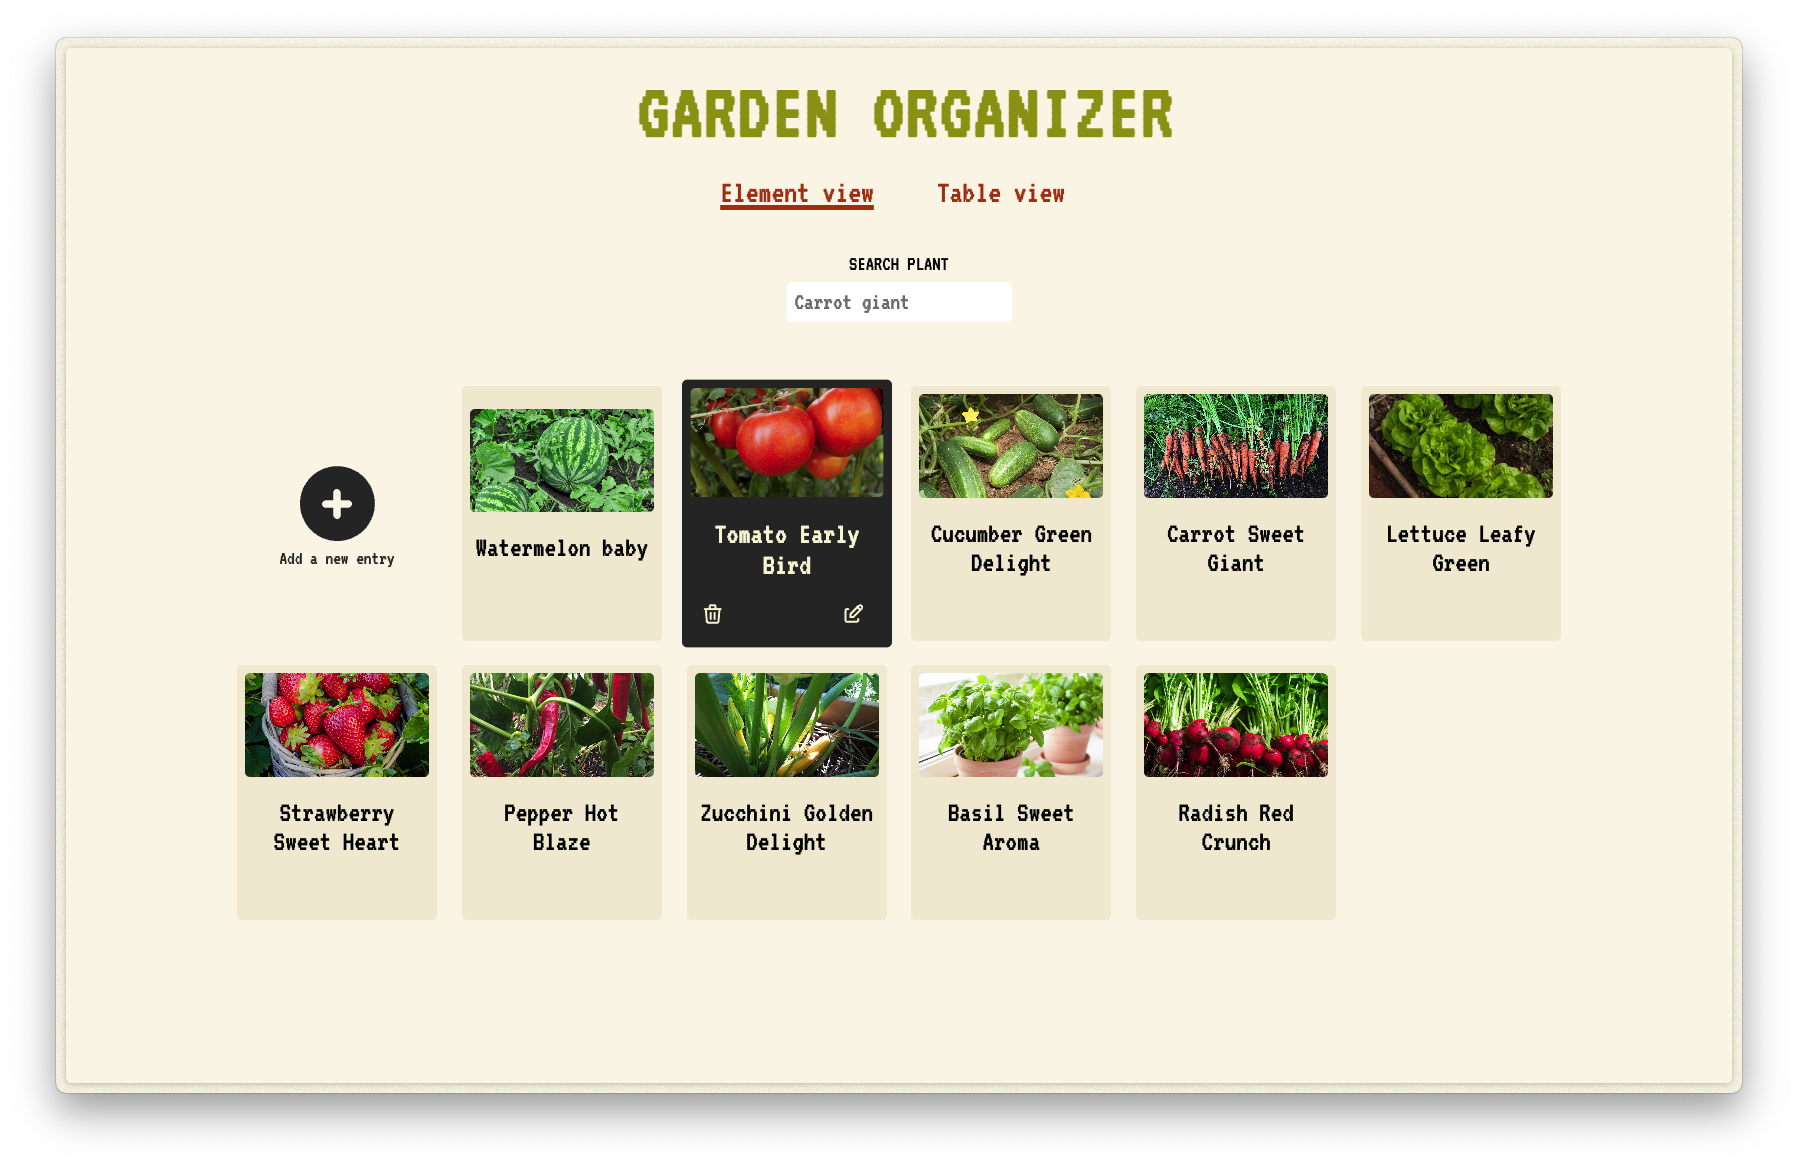 GARDEN ORGANIZER
Element view
Table view
SEARCH PLANT
Carrot giant
Add a new entry
Watermelon baby
Tomato Early
Bird
Cucumber Green
Delight
Carrot Sweet
Giant
Lettuce Leafy
Green
Strawberry
Sweet Heart
Pepper Hot
Blaze
Zucchini Golden
Delight
Basil Sweet
Aroma
Radish Red
Crunch